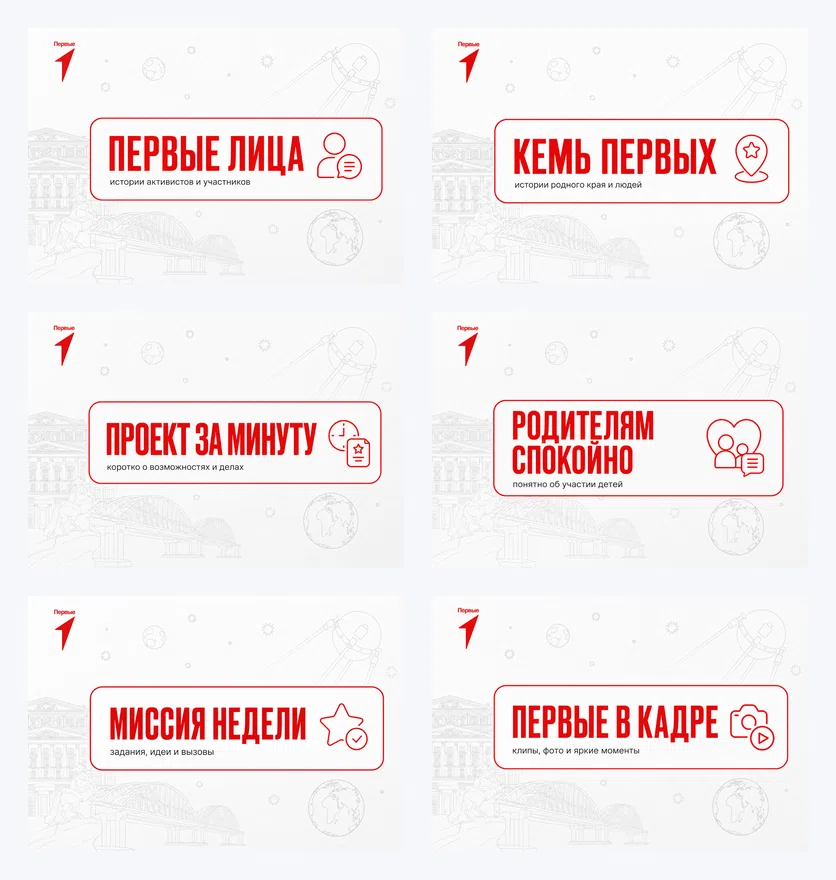 Первые
ПЕРВЫЕ ЛИЦА
истории активистов и участников
Первые
КЕМЬ ПЕРВЫХ
истории родного края и людей
Первые
ПРОЕКТ ЗА МИНУТУ
коротко о возможностях и делах
Первые
РОДИТЕЛЯМ
СПОКОЙНО
понятно об участии детей
Первые
МИССИЯ НЕДЕЛИ
задания, идеи и вызовы
Первые
ПЕРВЫЕ В КАДРЕ
клипы, фото и яркие моменты